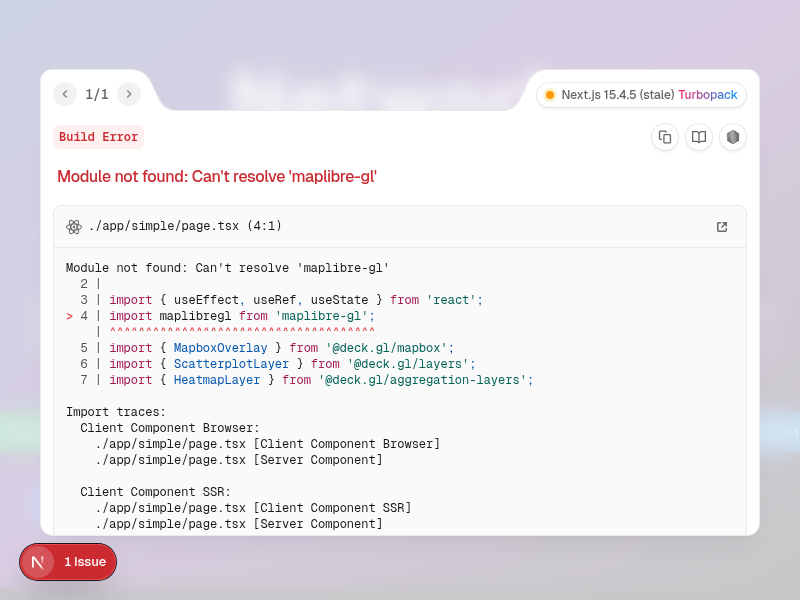 1/1
Next.js 15.4.5 (stale) Turbopack
Build Error
Module not found: Can't resolve 'maplibre-gl'
./app/simple/page.tsx (4:1)
Module not found: Can't resolve 'maplibre-gl'
2 |
3 | import { useEffect, useRef, useState } from 'react';
> 4 | import maplibregl from 'maplibre-gl';
| ^^^^^^^^^^^^^^^^^^^^^^^^^^^^^^^^^^^^^
5 | import { MapboxOverlay } from '@deck.gl/mapbox';
6 | import { ScatterplotLayer } from '@deck.gl/layers';
7 | import { HeatmapLayer } from '@deck.gl/aggregation-layers';
Import traces:
Client Component Browser:
./app/simple/page.tsx [Client Component Browser]
./app/simple/page.tsx [Server Component]
Client Component SSR:
./app/simple/page.tsx [Client Component SSR]
./app/simple/page.tsx [Server Component]
N 1 Issue